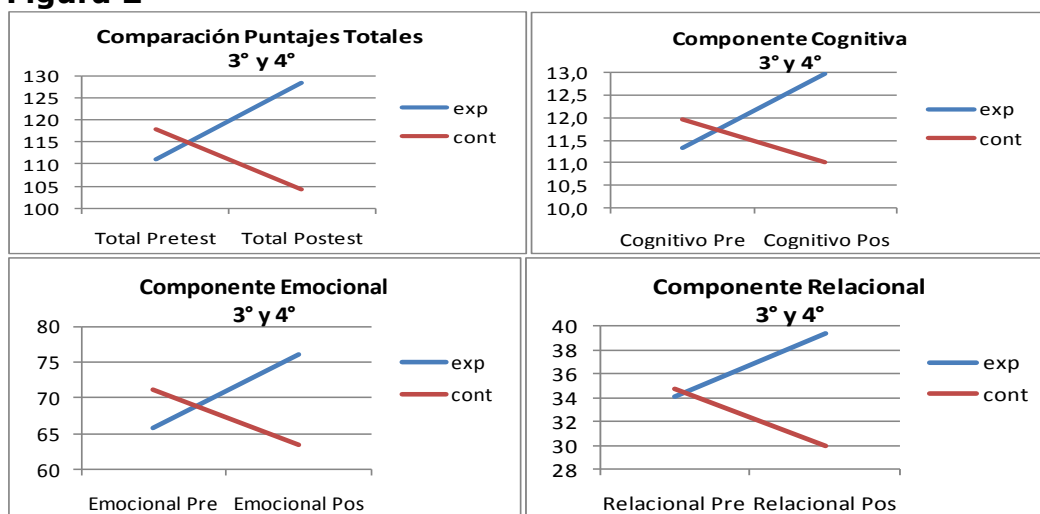 Comparación Puntajes Totales
3° y 4°
130
125
120
115
110
105
100
exp
cont
Total Pretest Total Postest
Componente Cognitiva
3° y 4°
13,0
12,5
12,0
11,5
11,0
10,5
10,0
exp
cont
Cognitivo Pre Cognitivo Pos
Componente Emocional
3° y 4°
80
75
70
65
60
exp
cont
Emocional Pre Emocional Pos
Componente Relacional
3° y 4°
40
38
36
34
32
30
28
exp
cont
Relacional Pre Relacional Pos